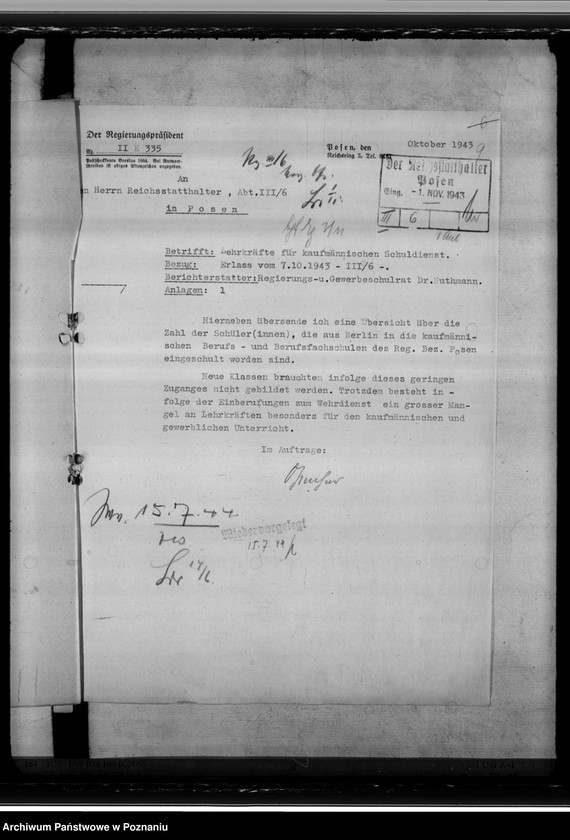 Der Regierungspräsident
II E 335
Posen, den Oktober 1943
An
Herrn Reichsstatthalter , Abt.III/6
in Posen
Der Reichsstatthalter
Posen
Eing. -1. NOV. 1943
III 6
Betrifft: Lehrkräfte für kaufmännischen Schuldienst.
Bezug: Erlass vom 7.10.1943 - III/6 -.
Berichterstatter:Regierungs-u.Gewerbeschulrat Dr.Huthmann.
Anlagen: 1
Hierneben übersende ich eine Übersicht über die
Zahl der Schüler(innen), die aus Berlin in die kaufmänni-
schen Berufs - und Berufsfachschulen des Reg. Bez. Posen
eingeschult worden sind.
Neue Klassen brauchten infolge dieses geringen
Zuganges nicht gebildet werden. Trotzdem besteht in -
folge der Einberufungen zum Wehrdienst ein grosser Man-
gel an Lehrkräften besonders für den kaufmännischen und
gewerblichen Unterricht.
Im Auftrage:
15.7.44
Wiedervorgelegt
15.7.44
Archiwum Państwowe w Poznaniu